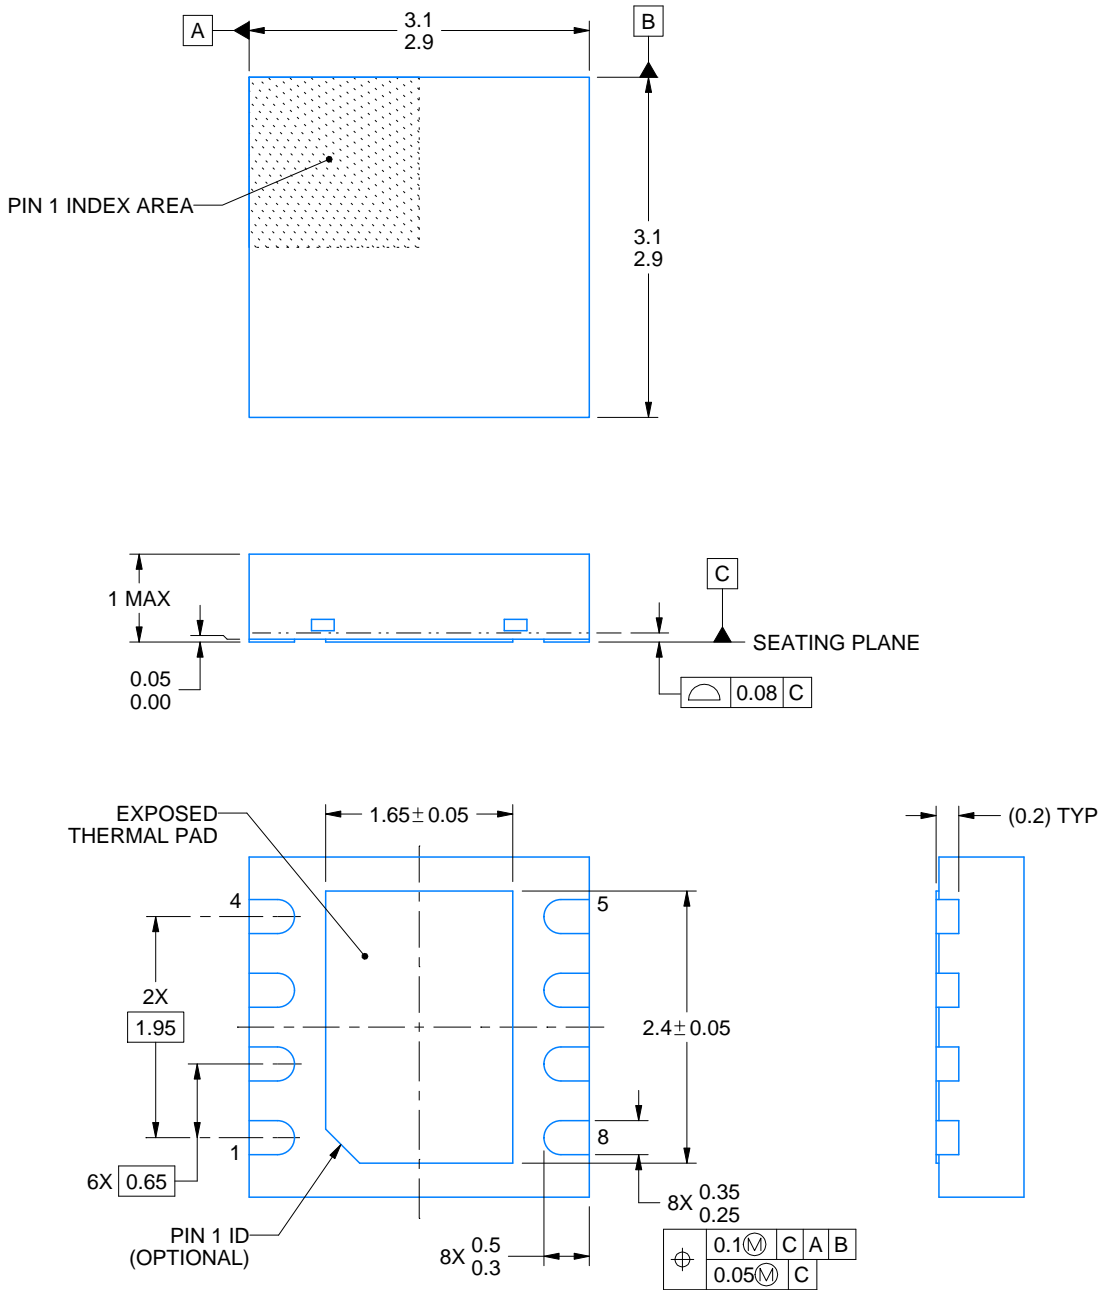 A
3.1
2.9
B
PIN 1 INDEX AREA
3.1
2.9
1 MAX
C
SEATING PLANE
0.05
0.00
0.08 C
EXPOSED
THERMAL PAD
1.65±0.05
(0.2) TYP
4
5
2X
1.95
2.4±0.05
1
8
6X 0.65
8X 0.35
0.25
PIN 1 ID
(OPTIONAL)
8X 0.5
0.3
⌖ 0.1Ⓜ C A B
0.05Ⓜ C